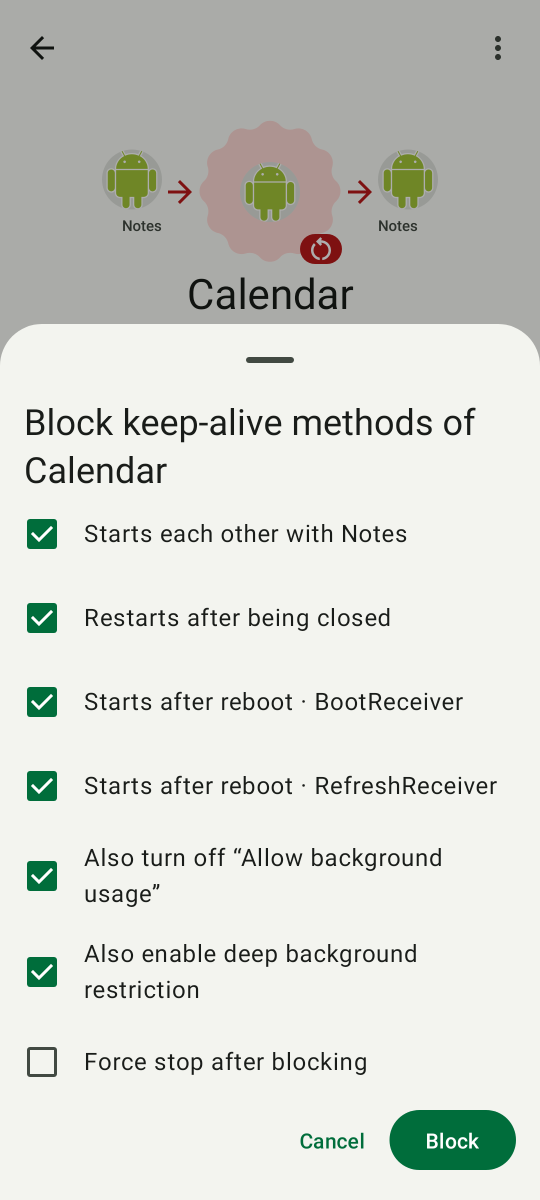 Notes
Notes
Calendar
Block keep-alive methods of
Calendar
Starts each other with Notes
Restarts after being closed
Starts after reboot · BootReceiver
Starts after reboot · RefreshReceiver
Also turn off “Allow background
usage”
Also enable deep background
restriction
Force stop after blocking
Cancel
Block